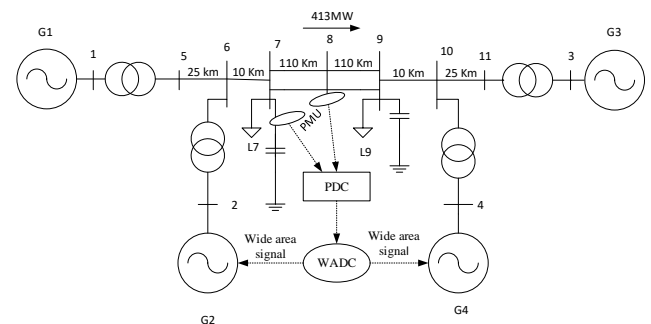 413MW
G1
G3
1
5
6
7
8
9
10
11
3
25 km
10 Km
110 Km
110 Km
10 Km
25 Km
L7
PMU
L9
PDC
2
4
Wide area
signal
WADC
Wide area
signal
G2
G4